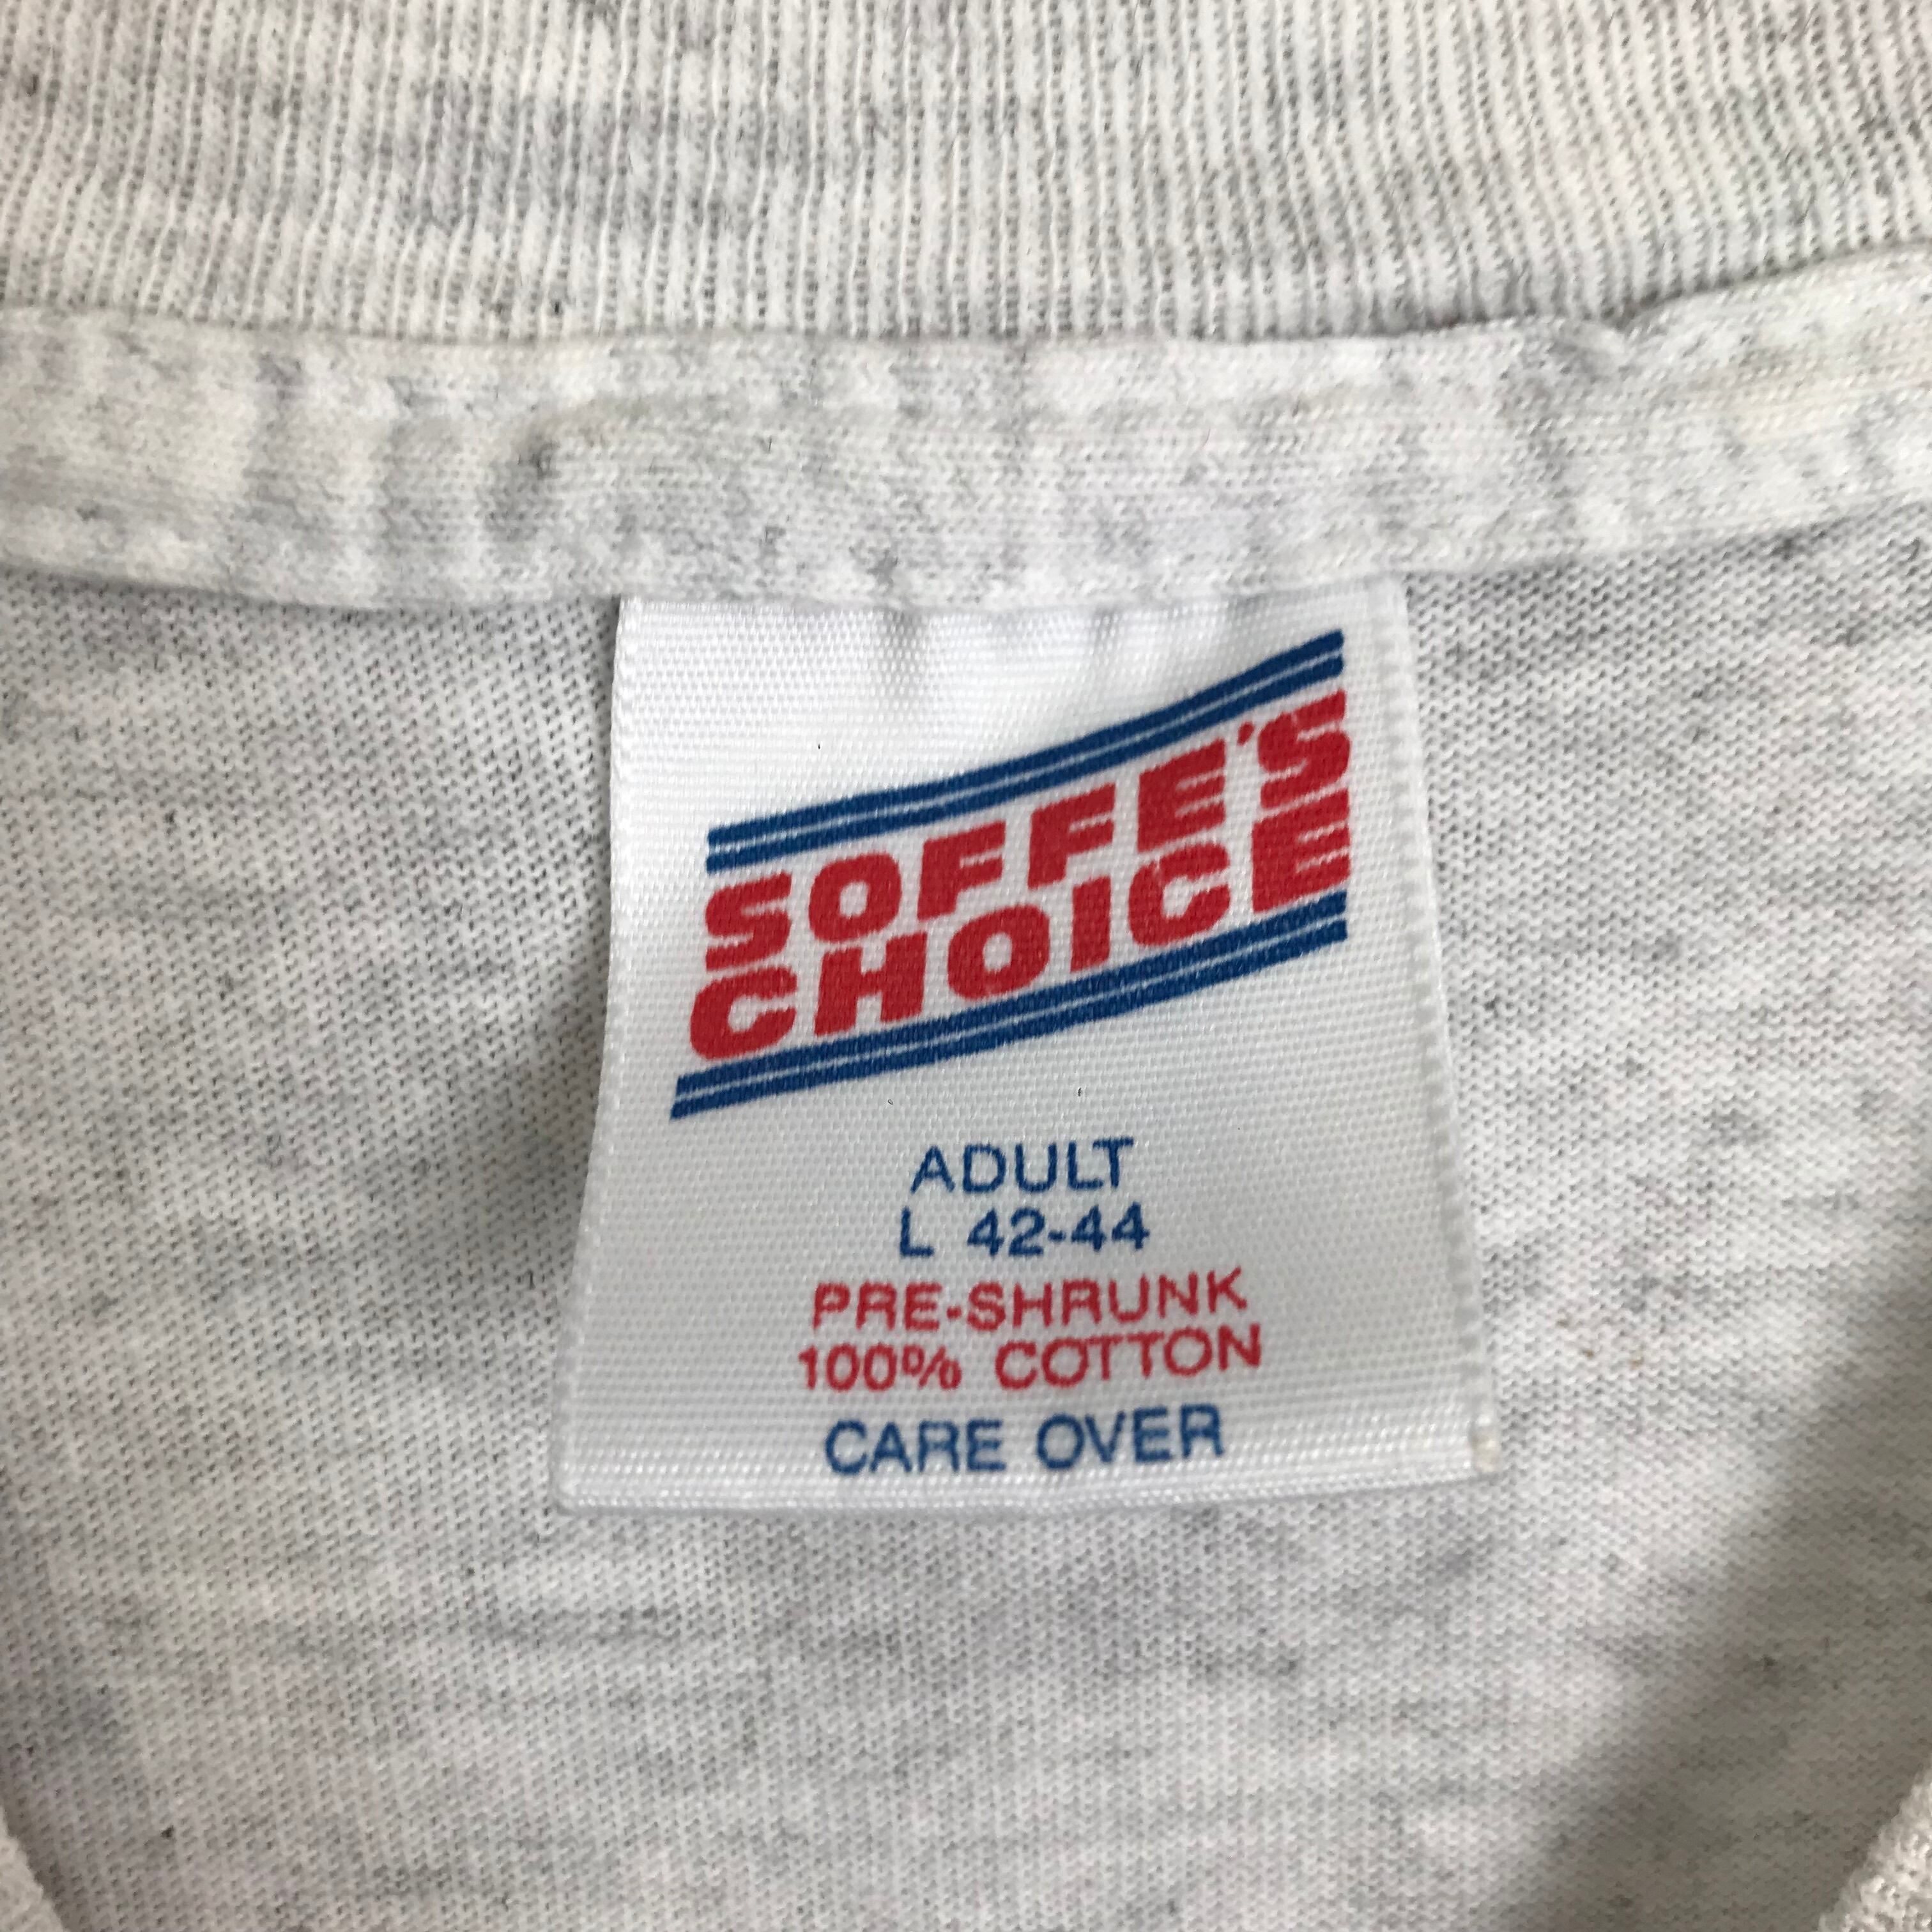 SOFFE'S
CHOICE
ADULT
L 42-44
PRE-SHRUNK
100% COTTON
CARE OVER